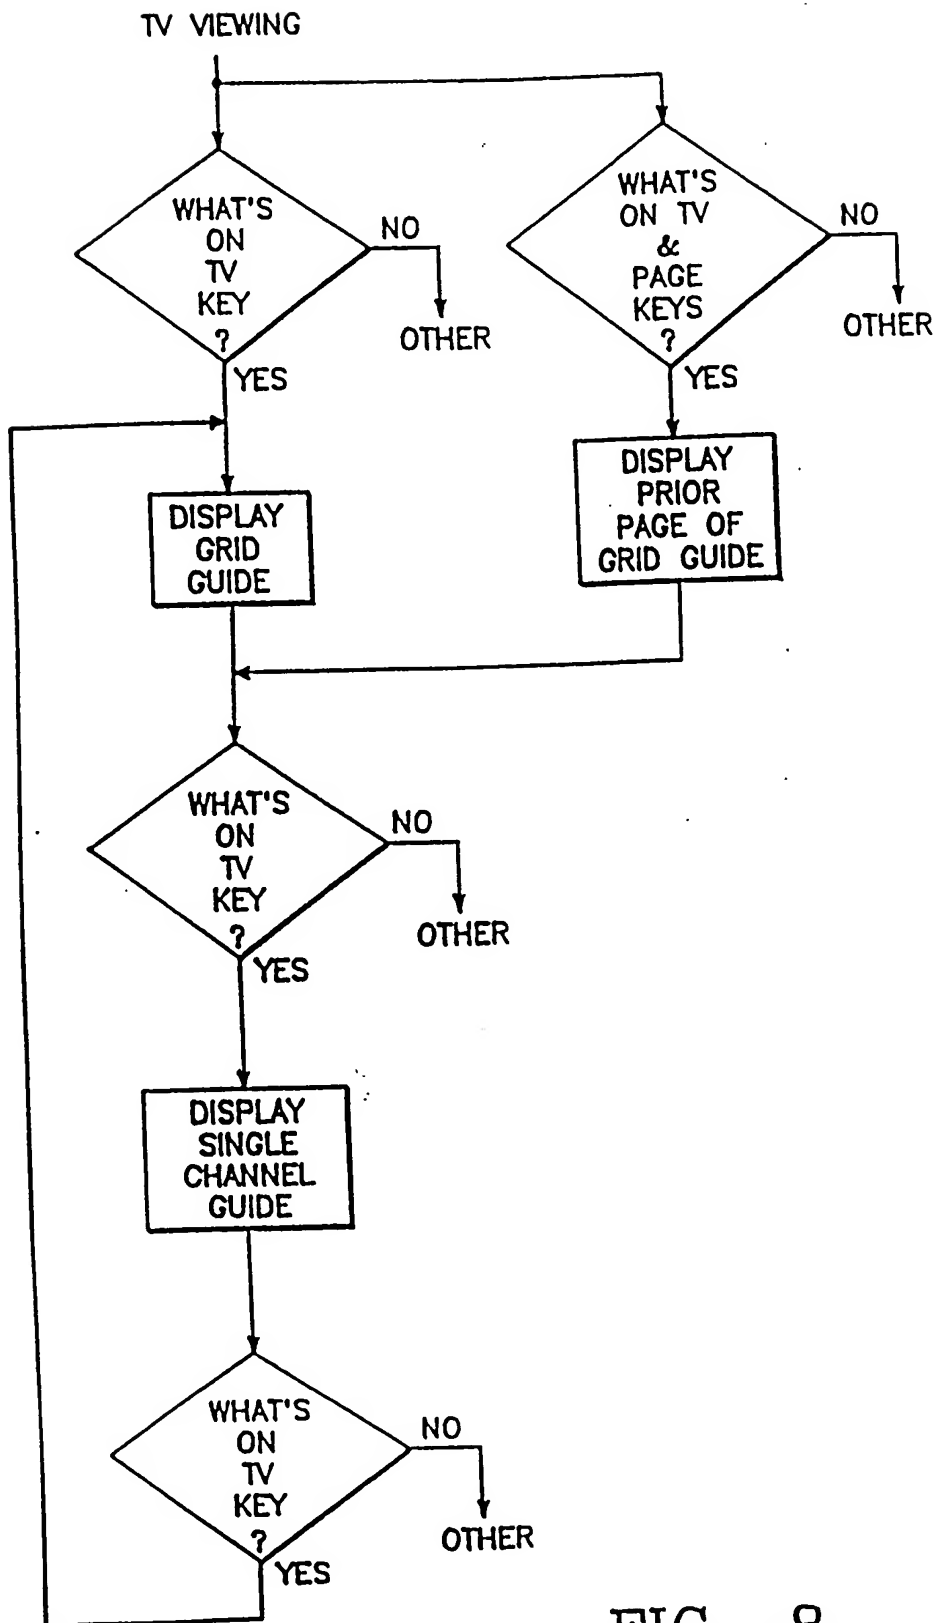 TV VIEWING
WHAT'S
ON
TV
KEY
?
NO
OTHER
YES
WHAT'S
ON TV
&
PAGE
KEYS
?
NO
OTHER
YES
DISPLAY
GRID
GUIDE
DISPLAY
PRIOR
PAGE OF
GRID GUIDE
WHAT'S
ON
TV
KEY
?
NO
OTHER
YES
DISPLAY
SINGLE
CHANNEL
GUIDE
WHAT'S
ON
TV
KEY
?
NO
OTHER
YES
FIG. 8